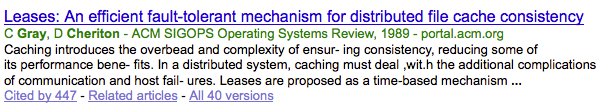 Leases: An efficient fault-tolerant mechanism for distributed file cache consistency
C Gray, D Cheriton - ACM SIGOPS Operating Systems Review, 1989 - portal.acm.org
Caching introduces the overbead and complexity of ensur- ing consistency, reducing some of
its performance bene- fits. In a distributed system, caching must deal ,wit.h the additional complications
of communication and host fail- ures. Leases are proposed as a time-based mechanism ...
Cited by 447 - Related articles - All 40 versions